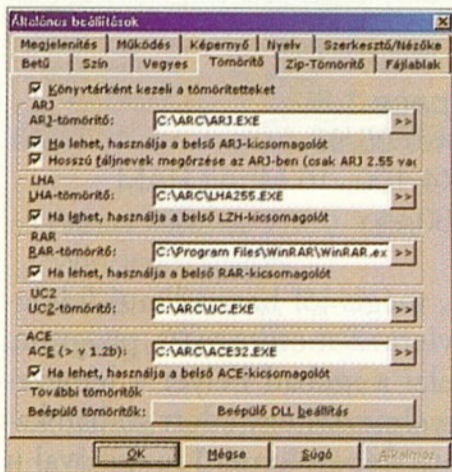 Általános beállítások
Megjelenítés Működés Képernyő Nyelv Szerkesztő/Nézőke
Betű Szín Vegyes Tömörítő Zip-Tömörítő Fájlablak
Könyvtárként kezeli a tömörítetteket
ARJ
ARJ-tömörítő: C:\ARC\ARJ.EXE >>
Ha lehet, használja a belső ARJ-kicsomagolót
Hosszú fájlnevek megőrzése az ARJ-ben (csak ARJ 2.55 va
LHA
LHA-tömörítő: C:\ARC\LHA255.EXE >>
Ha lehet, használja a belső LZH-kicsomagolót
RAR
RAR-tömörítő: C:\Program Files\WinRAR\WinRAR.ex >>
Ha lehet, használja a belső RAR-kicsomagolót
UC2
UC2-tömörítő: C:\ARC\UC.EXE >>
ACE
ACE (> v 1.2b): C:\ARC\ACE32.EXE >>
Ha lehet, használja a belső ACE-kicsomagolót
További tömörítők
Beépülő tömörítők: Beépülő DLL beállítás
OK Mégse Súgó Alkalmaz